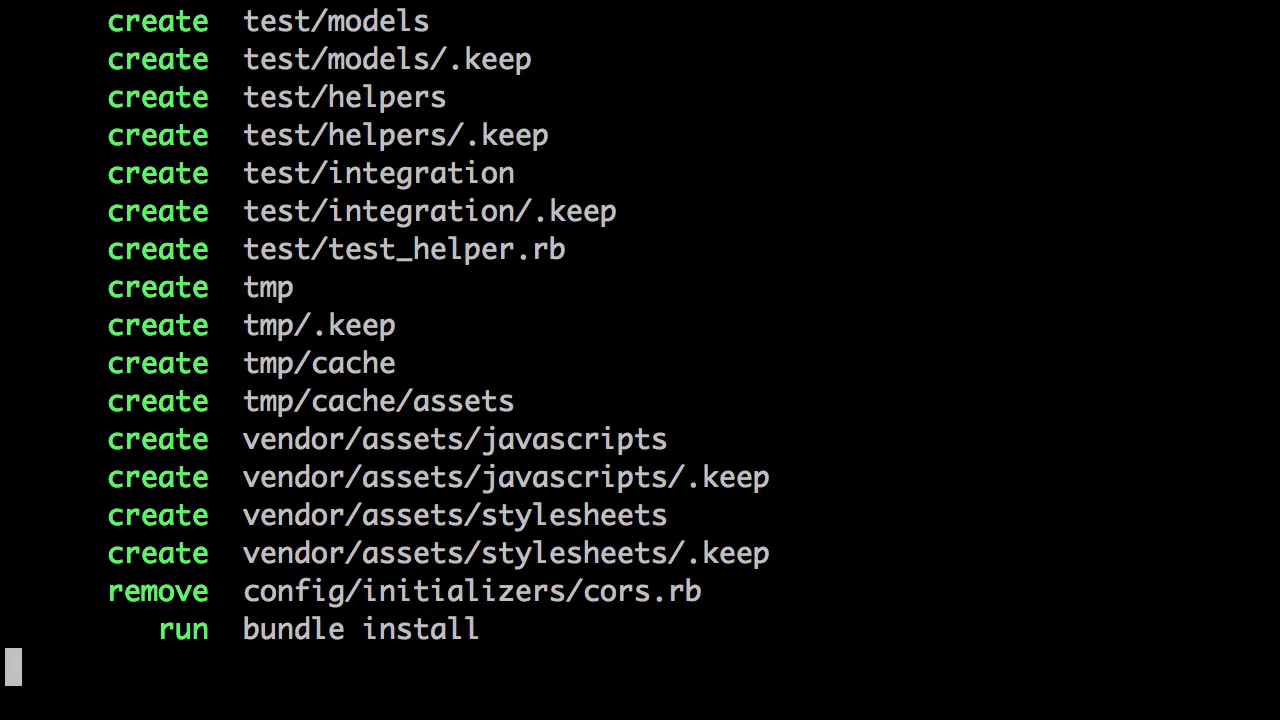 create  test/models
create  test/models/.keep
create  test/helpers
create  test/helpers/.keep
create  test/integration
create  test/integration/.keep
create  test/test_helper.rb
create  tmp
create  tmp/.keep
create  tmp/cache
create  tmp/cache/assets
create  vendor/assets/javascripts
create  vendor/assets/javascripts/.keep
create  vendor/assets/stylesheets
create  vendor/assets/stylesheets/.keep
remove  config/initializers/cors.rb
run  bundle install